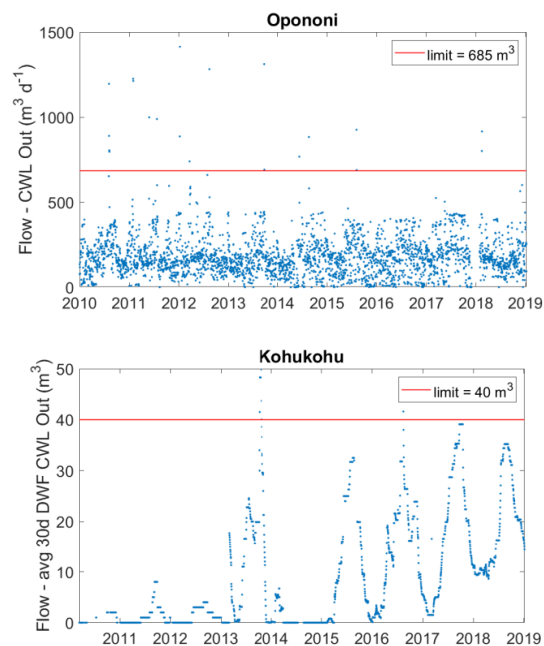 Opononi
Flow - CWL Out (m³ d⁻¹)
1500
1000
500
0
limit = 685 m³
2010 2011 2012 2013 2014 2015 2016 2017 2018 2019
Kohukohu
Flow - avg 30d DWF CWL Out (m³)
50
40
30
20
10
0
limit = 40 m³
2011 2012 2013 2014 2015 2016 2017 2018 2019